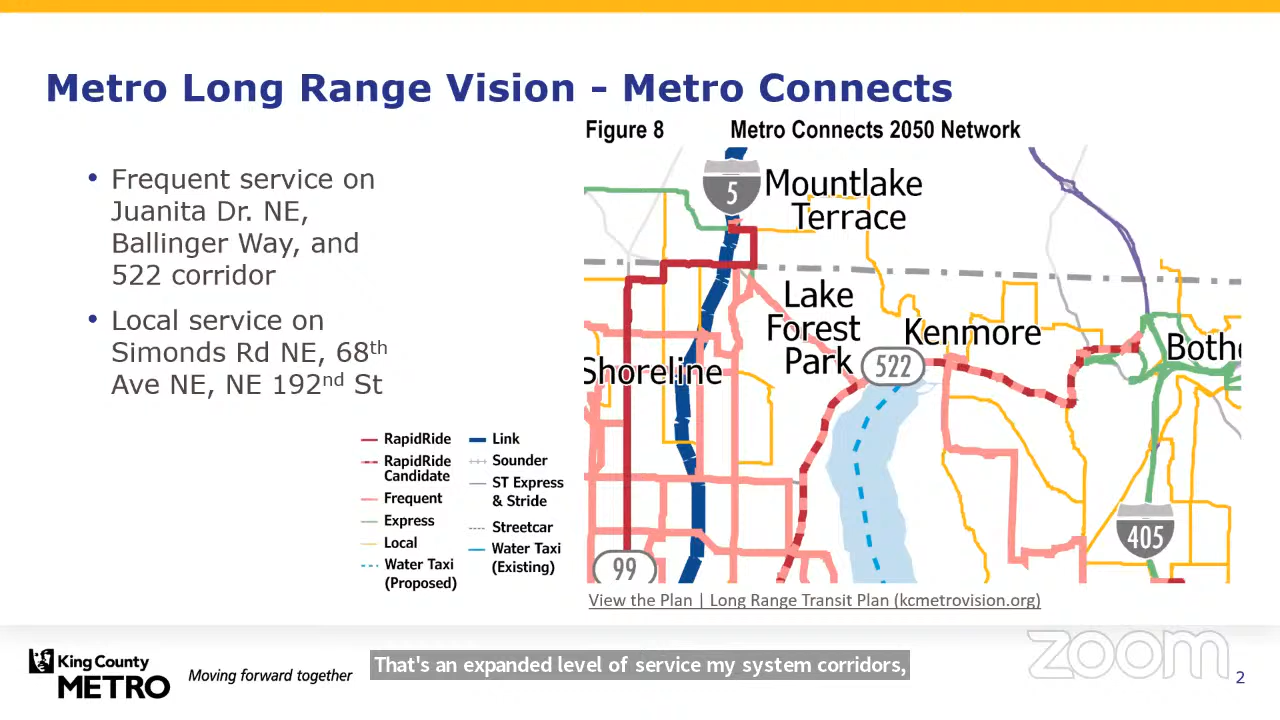 Metro Long Range Vision - Metro Connects
Figure 8 Metro Connects 2050 Network
• Frequent service on
Juanita Dr. NE,
Ballinger Way, and
522 corridor
• Local service on
Simonds Rd NE, 68th
Ave NE, NE 192nd St
5
Mountlake
Terrace
Lake
Forest
Park
Kenmore
522
Bothe
Shoreline
405
99
RapidRide
RapidRide
Candidate
Frequent
Express
Local
Water Taxi
(Proposed)
Link
Sounder
ST Express
& Stride
Streetcar
Water Taxi
(Existing)
View the Plan | Long Range Transit Plan (kcmetrovision.org)
King County
METRO
Moving forward together
That's an expanded level of service my system corridors,
zoom
2